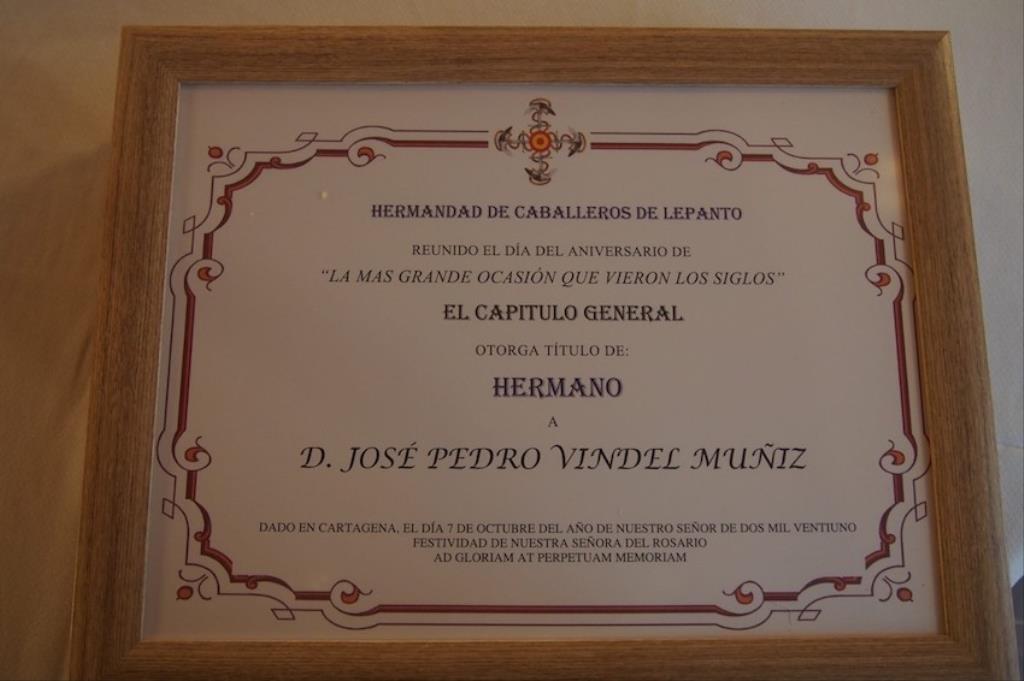 HERMANDAD DE CABALLEROS DE LEPANTO
REUNIDO EL DÍA DEL ANIVERSARIO DE
“LA MAS GRANDE OCASIÓN QUE VIERON LOS SIGLOS”
EL CAPITULO GENERAL
OTORGA TÍTULO DE:
HERMANO
A
D. JOSÉ PEDRO VINDEL MUÑIZ
DADO EN CARTAGENA, EL DÍA 7 DE OCTUBRE DEL AÑO DE NUESTRO SEÑOR DE DOS MIL VENTIUNO
FESTIVIDAD DE NUESTRA SEÑORA DEL ROSARIO
AD GLORIAM AT PERPETUAM MEMORIAM